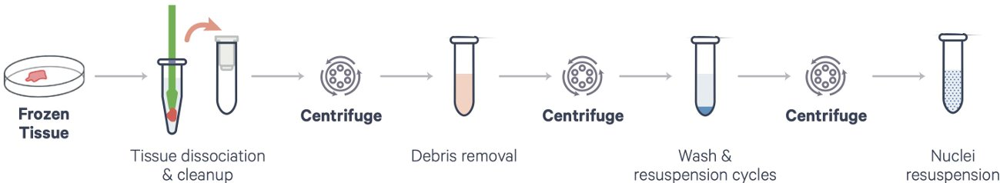 Frozen
Tissue
Tissue dissociation
& cleanup
Centrifuge
Debris removal
Centrifuge
Wash &
resuspension cycles
Centrifuge
Nuclei
resuspension